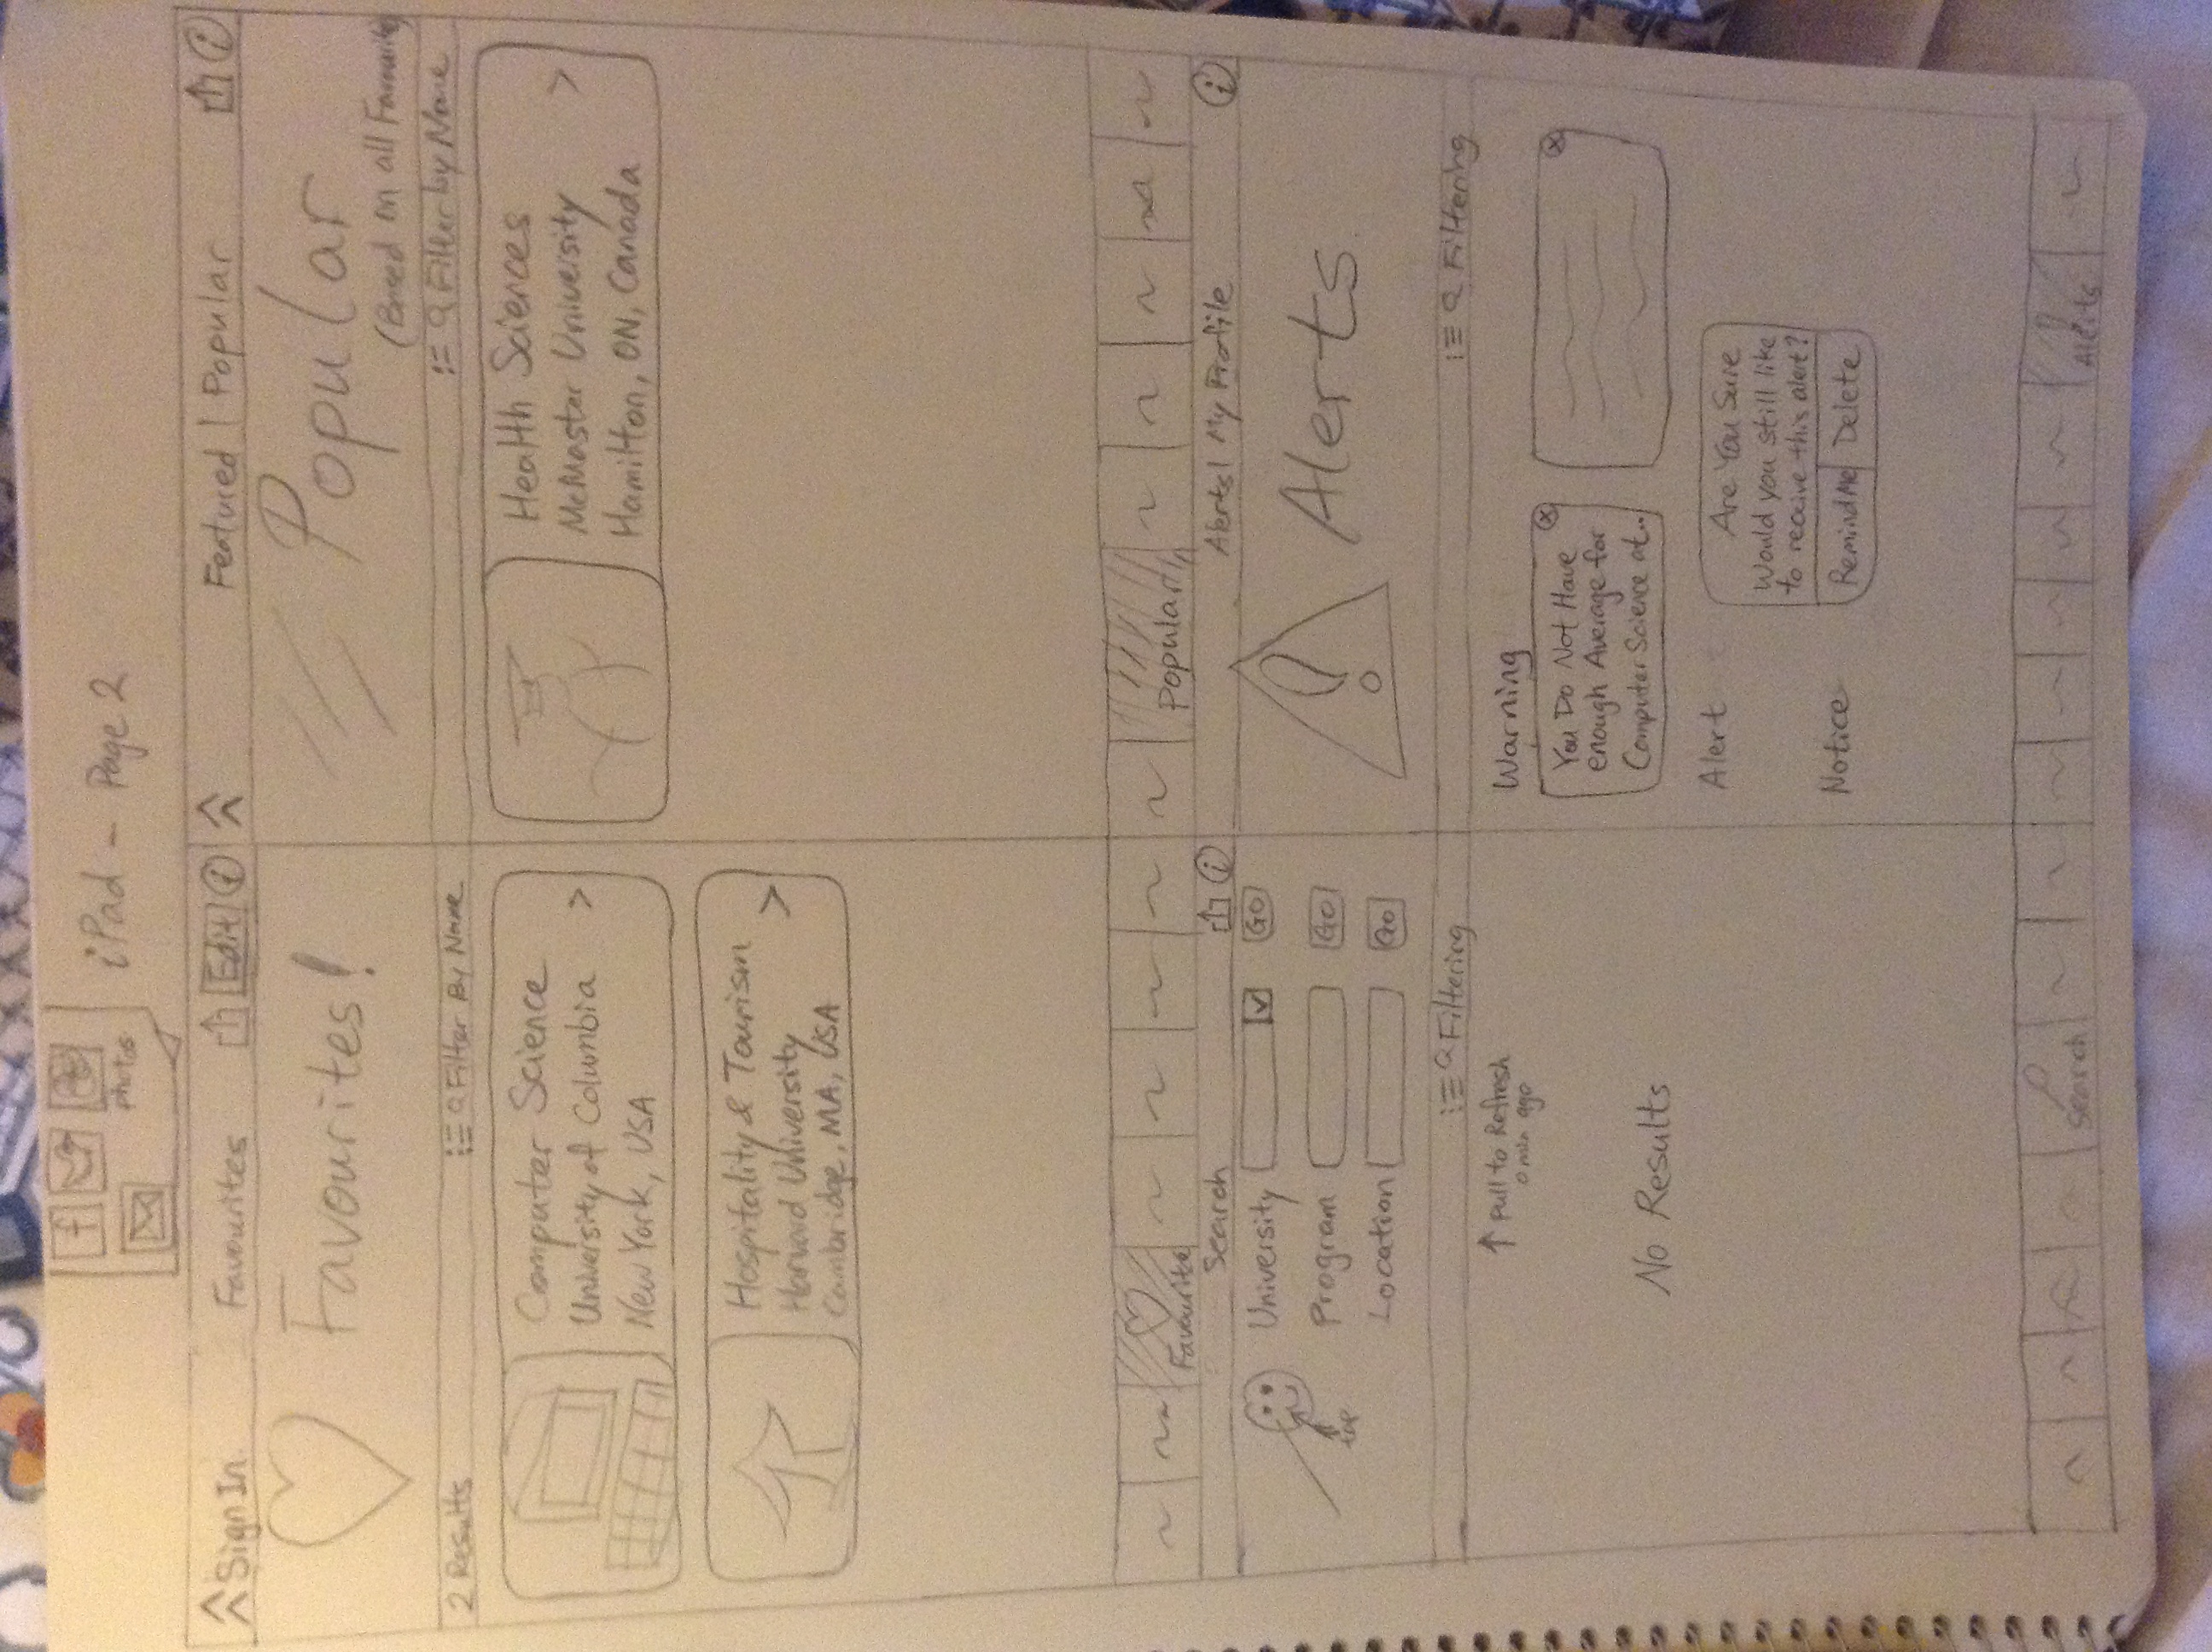 f
photos
iPad - Page 2
Sign In Favourites Edit i
Featured | Popular i
Favourites!
Popular
(Based on all Favourites)
2 Results Filter By Name
Filter by Name
Computer Science
University of Columbia
New York, USA
>
Health Sciences
McMaster University
Hamilton, ON, Canada
>
Hospitality & Tourism
Harvard University
Cambridge, MA, USA
>
Favourite
Popular
Search i
Alerts | My Profile i
University GO
Program Go
Location Go
tap
Alerts
Filtering
Filtering
Pull to Refresh
0 min ago
No Results
Warning
You Do Not Have
enough Average for
Computer Science at..
x
x
Alert
Are You Sure
Would you still like
to receive this alert?
Notice
Remind Me Delete
Search
Alerts